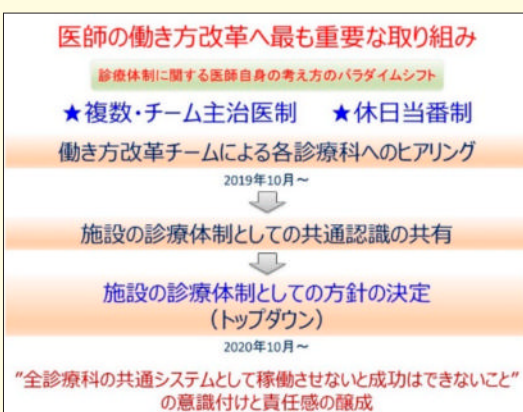 医師の働き方改革へ最も重要な取り組み
診療体制に関する医師自身の考え方のパラダイムシフト
★複数・チーム主治医制 ★休日当番制
働き方改革チームによる各診療科へのヒアリング
2019年10月～
施設の診療体制としての共通認識の共有
施設の診療体制としての方針の決定
（トップダウン）
2020年10月～
"全診療科の共通システムとして稼働させないと成功はできないこと"
の意識付けと責任感の醸成